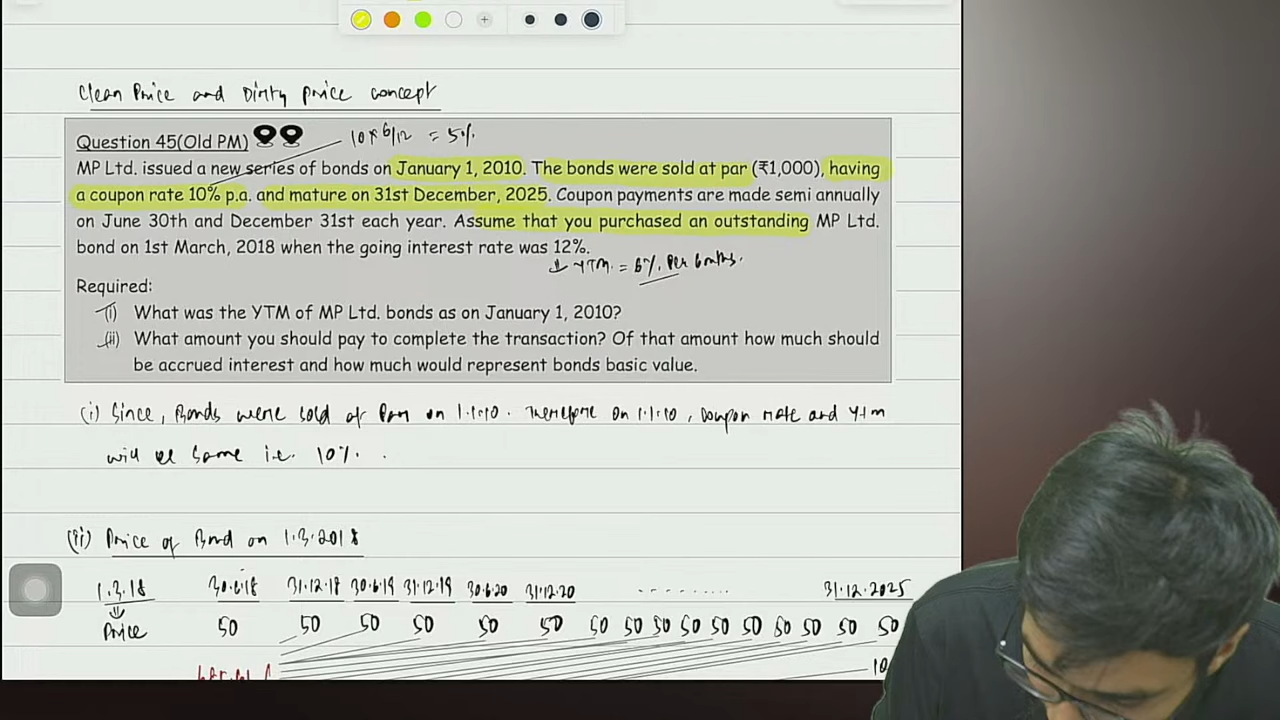 Clean Price and Dirty price concept
10 * 6/12 = 5%
Question 45(Old PM)
MP Ltd. issued a new series of bonds on January 1, 2010. The bonds were sold at par (₹1,000), having
a coupon rate 10% p.a. and mature on 31st December, 2025. Coupon payments are made semi annually
on June 30th and December 31st each year. Assume that you purchased an outstanding MP Ltd.
bond on 1st March, 2018 when the going interest rate was 12%.
YTM = 6% Per 6 mths.
Required:
(i) What was the YTM of MP Ltd. bonds as on January 1, 2010?
(ii) What amount you should pay to complete the transaction? Of that amount how much should
be accrued interest and how much would represent bonds basic value.
(i) Since, Bonds were sold at Par on 1.1.10. Therefore on 1.1.10, coupon rate and YTM
will be same i.e. 10%.
(ii) Price of Bond on 1.3.2018
1.3.18 30.6.18 31.12.18 30.6.19 31.12.19 30.6.20 31.12.20 ......... 31.12.2025
Price 50 50 50 50 50 50 50 50 50 50 50 50 50 50 50 50
10